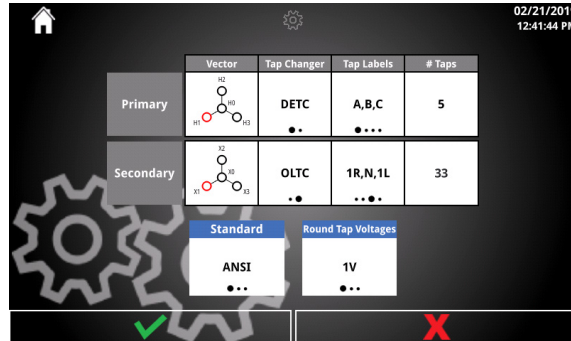 02/21/201
12:41:44 PM
Vector Tap Changer Tap Labels # Taps
Primary H2 H0 H1 H3 DETC A,B,C 5
Secondary X2 X0 X1 X3 OLTC 1R,N,1L 33
Standard Round Tap Voltages
ANSI 1V